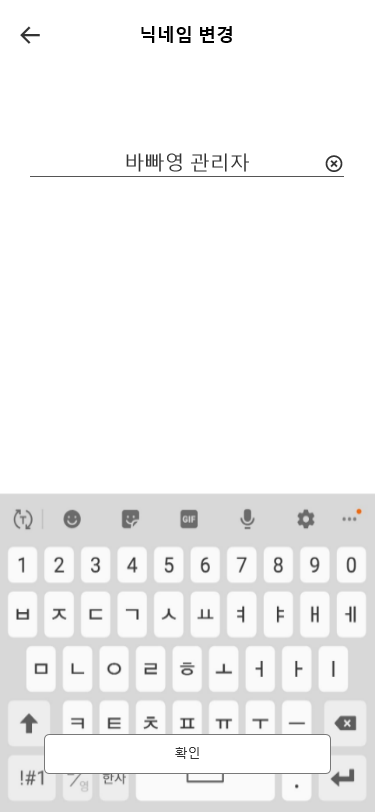 닉네임 변경
바빠영 관리자
GIF
1 2 3 4 5 6 7 8 9 0
ㅂ ㅈ ㄷ ㄱ ㅅ ㅛ ㅕ ㅑ ㅐ ㅔ
ㅁ ㄴ ㅇ ㄹ ㅎ ㅗ ㅓ ㅏ ㅣ
ㅋ ㅌ ㅊ ㅍ ㅠ ㅜ ㅡ
확인
!#1 영 한자 .